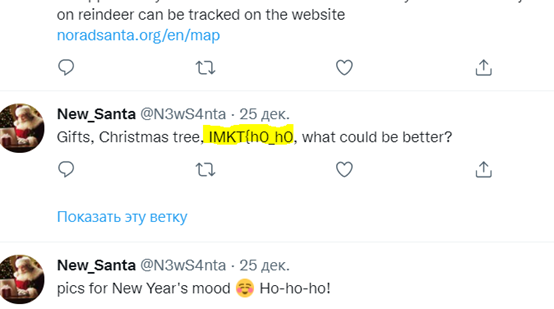 on reindeer can be tracked on the website
noradsanta.org/en/map
New_Santa @N3wS4nta · 25 дек.
Gifts, Christmas tree, IMKT{h0_h0, what could be better?
Показать эту ветку
New_Santa @N3wS4nta · 25 дек.
pics for New Year's mood ☺️ Ho-ho-ho!